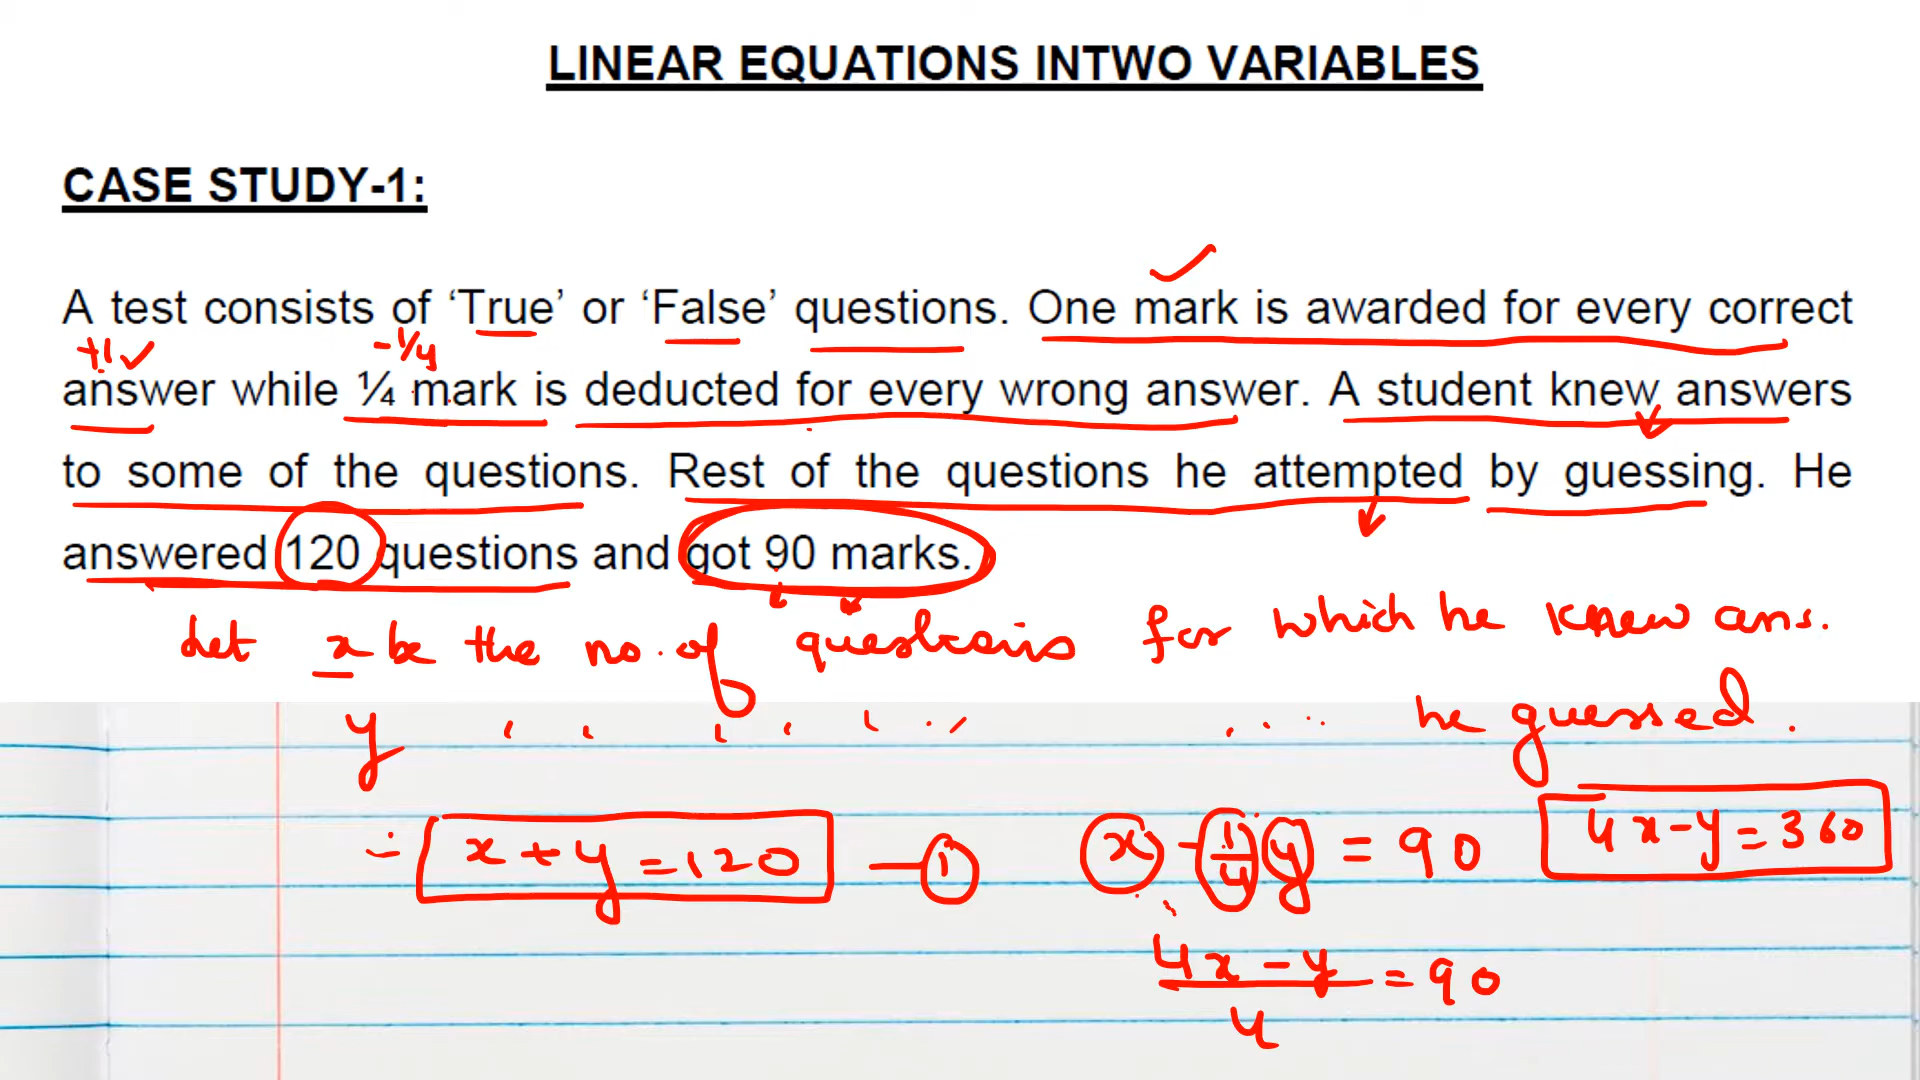 LINEAR EQUATIONS INTWO VARIABLES
CASE STUDY-1:
A test consists of ‘True’ or ‘False’ questions. One mark is awarded for every correct
+1 -1/4
answer while ¼ mark is deducted for every wrong answer. A student knew answers
to some of the questions. Rest of the questions he attempted by guessing. He
answered 120 questions and got 90 marks.
Let x be the no. of questions for which he knew ans.
y he guessed.
x + y = 120 — 1
x - 1/4 y = 90
4x - y = 360
4x - y / 4 = 90